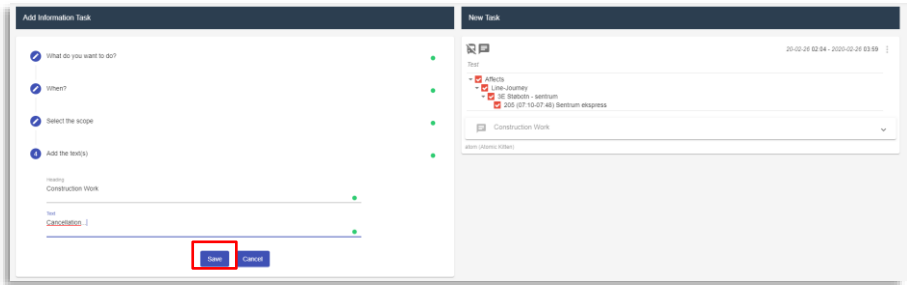 Add Information Task
What do you want to do?
When?
Select the scope
4 Add the text(s)
Heading
Construction Work
Text
Cancellation...]
Save Cancel
New Task
20-02-26 02:04 - 2020-02-26 03:59
Test
Affects
Line-Journey
3E Stabotn - sentrum
205 (07:10-07:48) Sentrum ekspress
Construction Work
atom (Atomic Kitten)